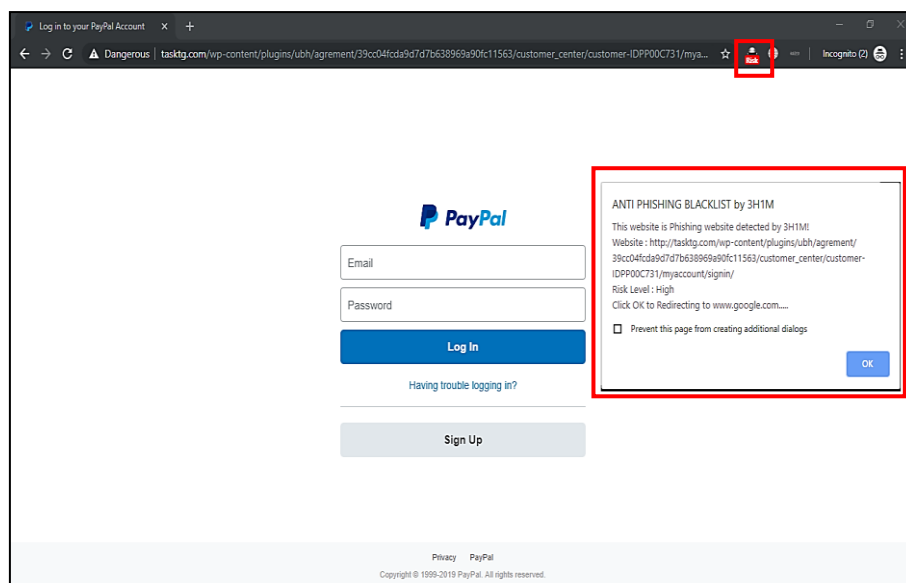 Log in to your PayPal Account
Dangerous | tasktg.com/wp-content/plugins/ubh/agrement/39cc04fcda9d7d7b638969a90fc11563/customer_center/customer-IDPP00C731/mya... Risk Incognito (2)
PayPal
Email
Password
Log In
Having trouble logging in?
Sign Up
ANTI PHISHING BLACKLIST by 3H1M
This website is Phishing website detected by 3H1M!
Website : http://tasktg.com/wp-content/plugins/ubh/agrement/
39cc04fcda9d7d7b638969a90fc11563/customer_center/customer-
IDPP00C731/myaccount/signin/
Risk Level : High
Click OK to Redirecting to www.google.com.....
Prevent this page from creating additional dialogs
OK
Privacy PayPal
Copyright © 1999-2019 PayPal. All rights reserved.